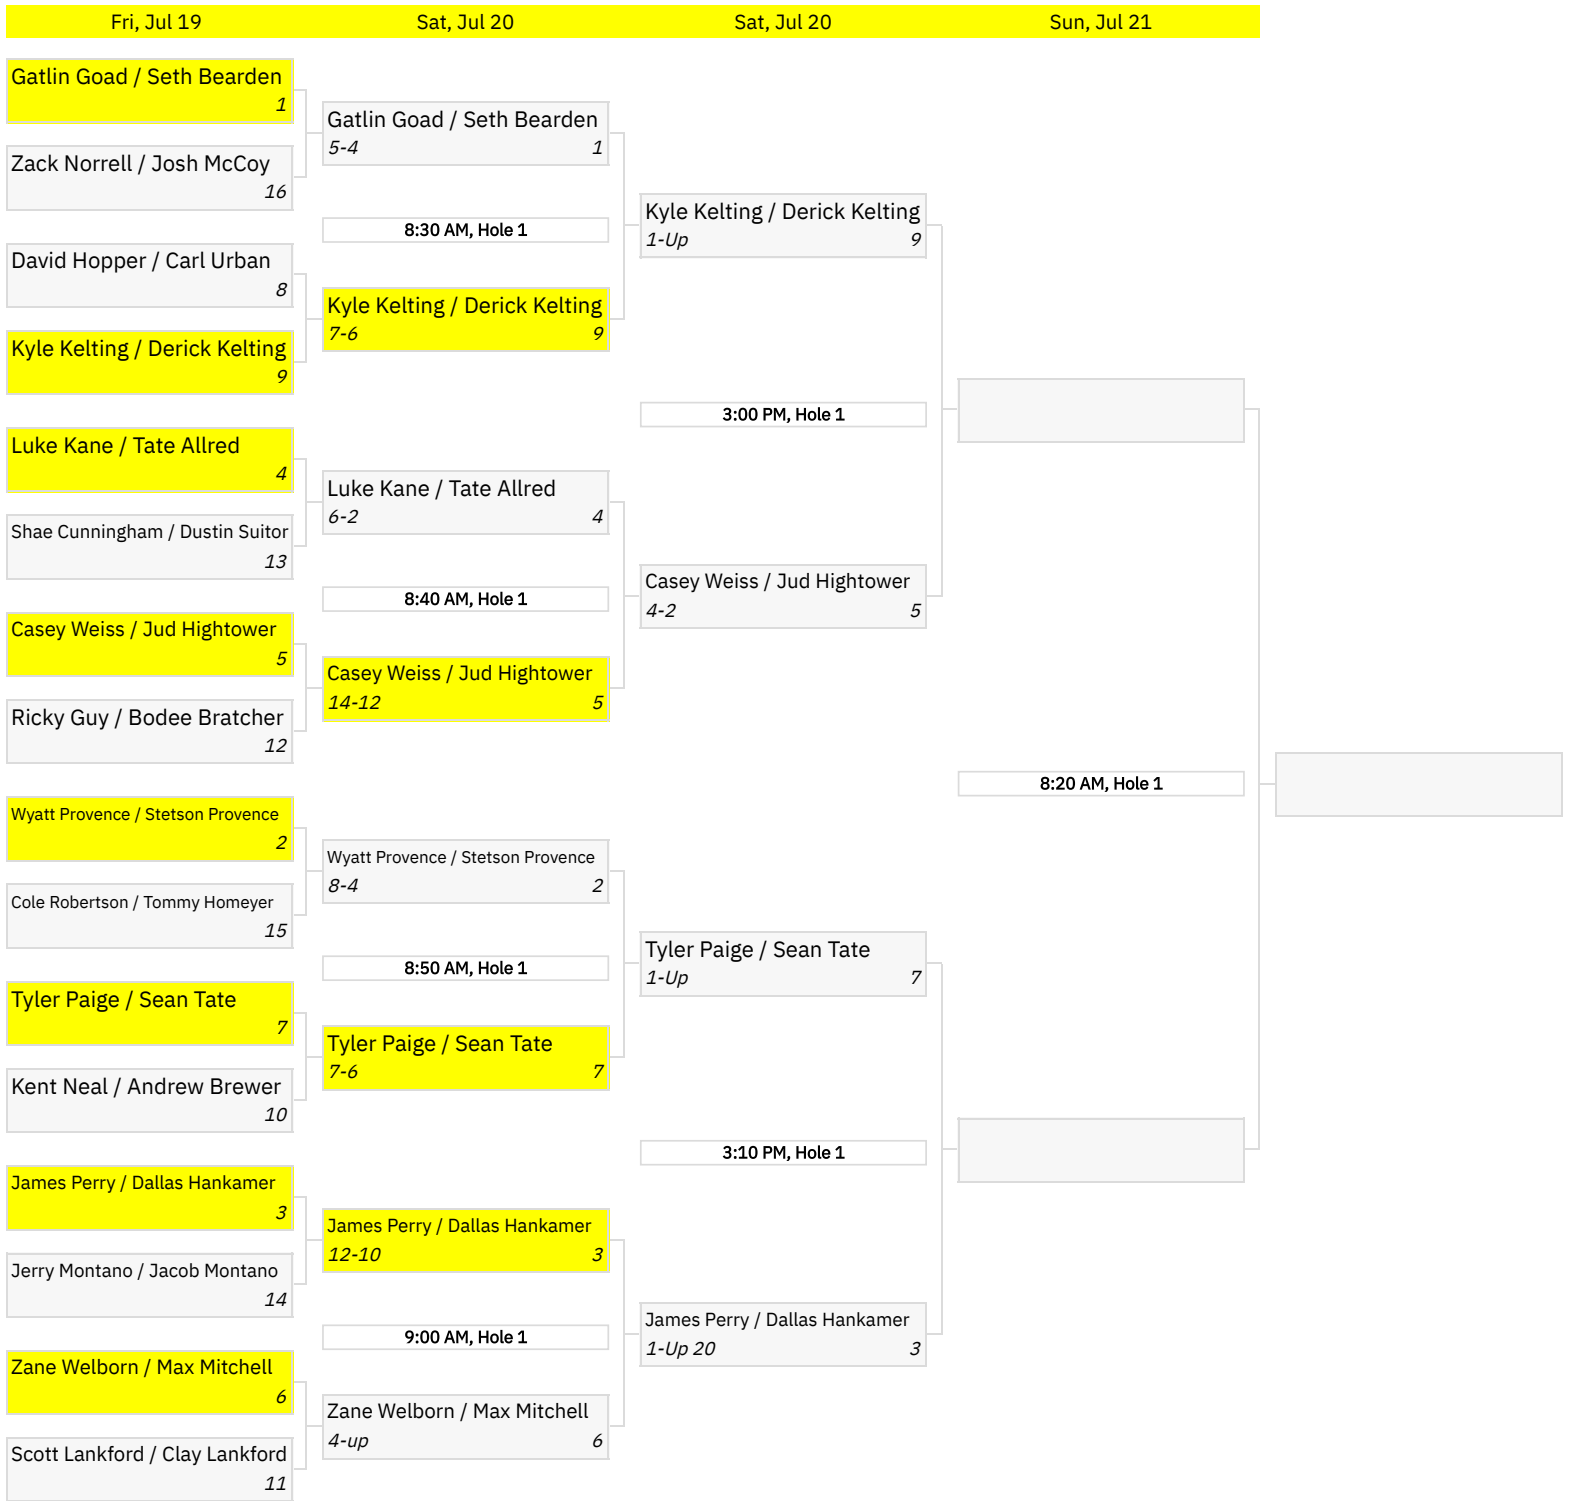 Fri, Jul 19
Sat, Jul 20
Sat, Jul 20
Sun, Jul 21
Gatlin Goad / Seth Bearden
1
Zack Norrell / Josh McCoy
16
David Hopper / Carl Urban
8
Kyle Kelting / Derick Kelting
9
Luke Kane / Tate Allred
4
Shae Cunningham / Dustin Suitor
13
Casey Weiss / Jud Hightower
5
Ricky Guy / Bodee Bratcher
12
Wyatt Provence / Stetson Provence
2
Cole Robertson / Tommy Homeyer
15
Tyler Paige / Sean Tate
7
Kent Neal / Andrew Brewer
10
James Perry / Dallas Hankamer
3
Jerry Montano / Jacob Montano
14
Zane Welborn / Max Mitchell
6
Scott Lankford / Clay Lankford
11
Gatlin Goad / Seth Bearden
5-4 1
8:30 AM, Hole 1
Kyle Kelting / Derick Kelting
7-6 9
Luke Kane / Tate Allred
6-2 4
8:40 AM, Hole 1
Casey Weiss / Jud Hightower
14-12 5
Wyatt Provence / Stetson Provence
8-4 2
8:50 AM, Hole 1
Tyler Paige / Sean Tate
7-6 7
James Perry / Dallas Hankamer
12-10 3
9:00 AM, Hole 1
Zane Welborn / Max Mitchell
4-up 6
Kyle Kelting / Derick Kelting
1-Up 9
3:00 PM, Hole 1
Casey Weiss / Jud Hightower
4-2 5
Tyler Paige / Sean Tate
1-Up 7
3:10 PM, Hole 1
James Perry / Dallas Hankamer
1-Up 20 3
8:20 AM, Hole 1